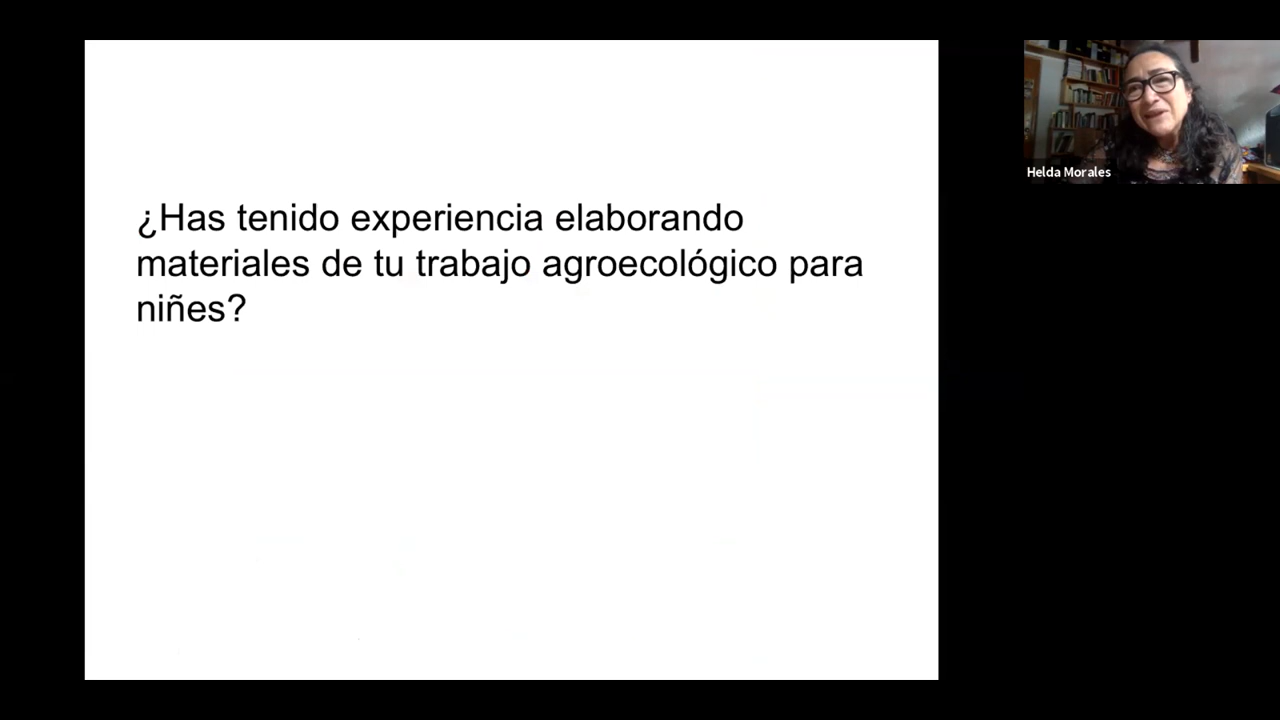 ¿Has tenido experiencia elaborando
materiales de tu trabajo agroecológico para
niñes?
Helda Morales